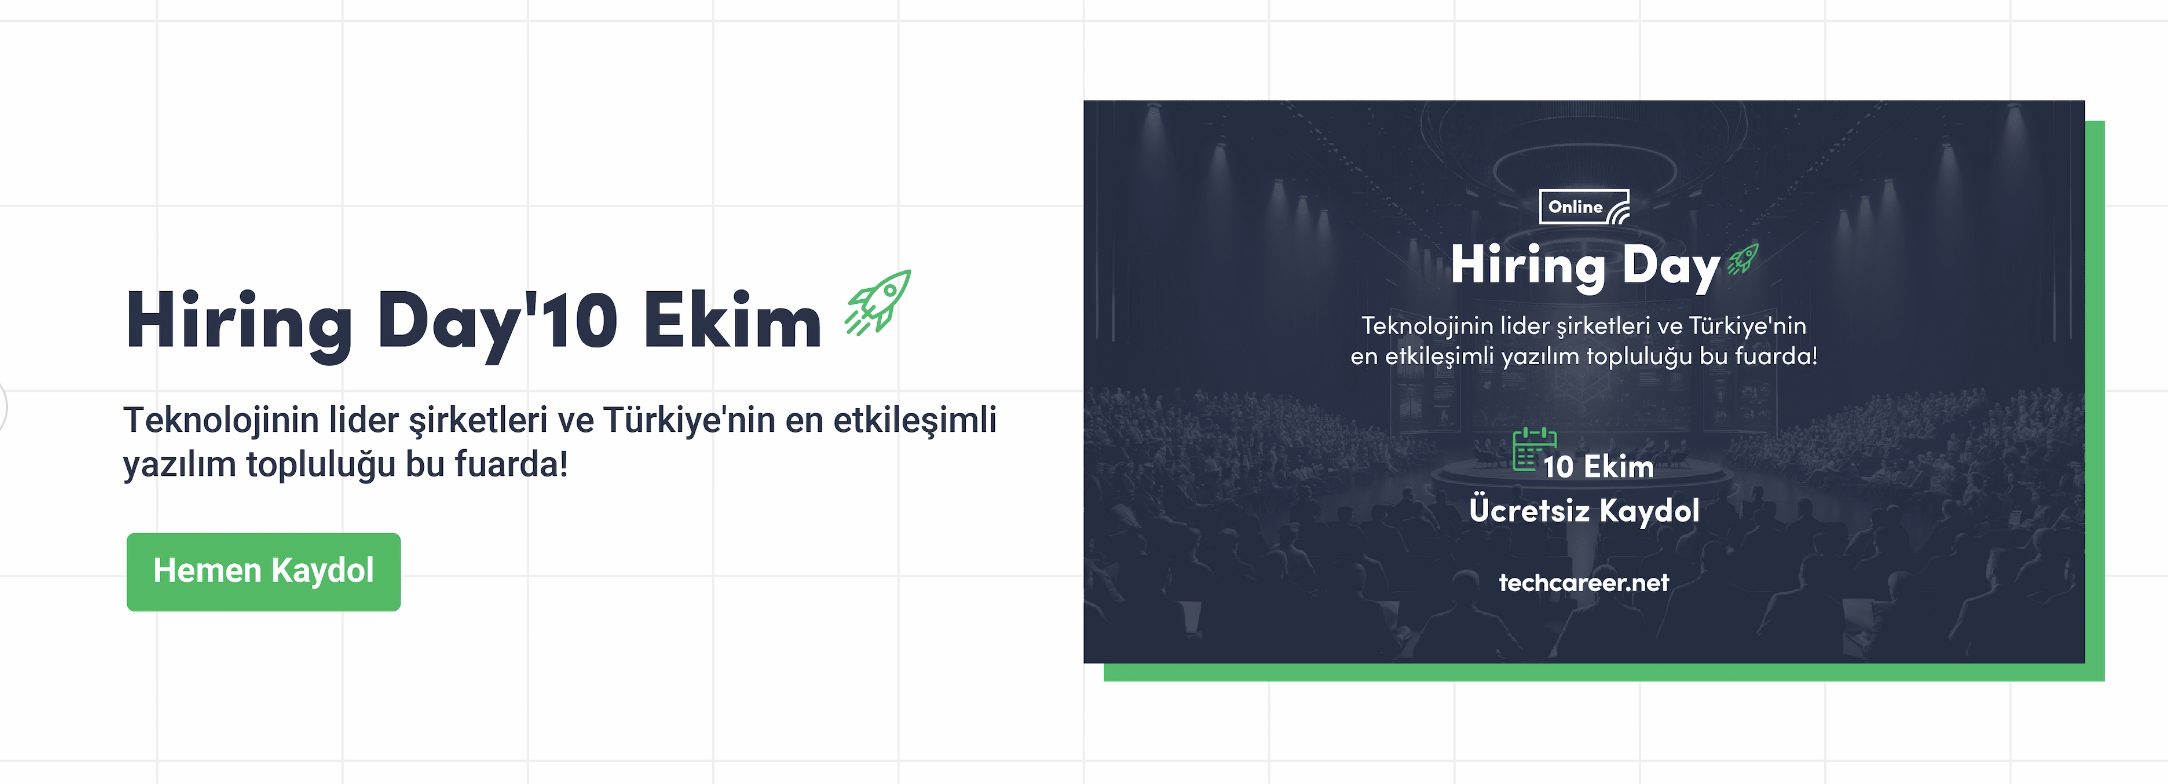 Hiring Day'10 Ekim
Teknolojinin lider şirketleri ve Türkiye'nin en etkileşimli
yazılım topluluğu bu fuarda!
Hemen Kaydol
Online
Hiring Day
Teknolojinin lider şirketleri ve Türkiye'nin
en etkileşimli yazılım topluluğu bu fuarda!
10 Ekim
Ücretsiz Kaydol
techcareer.net